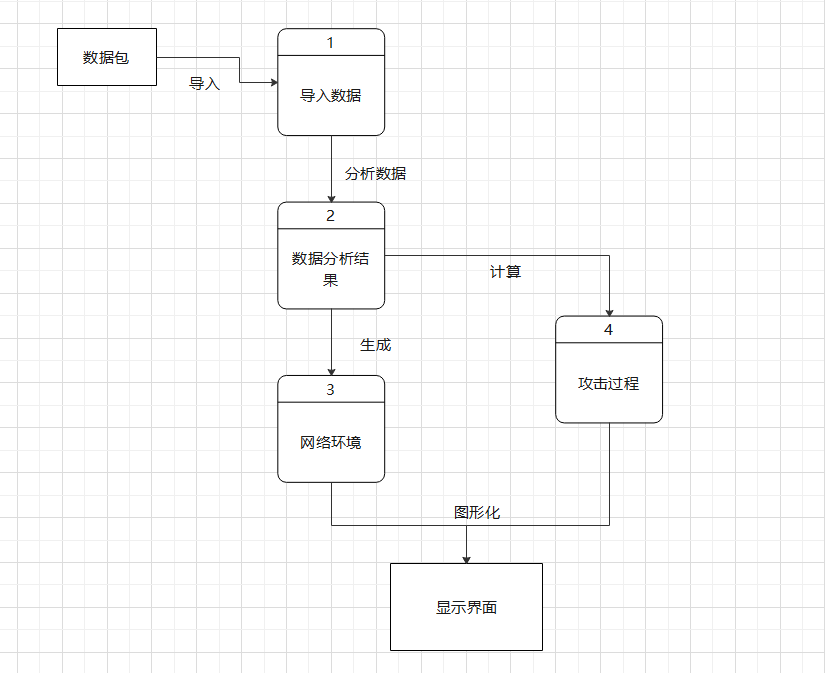 数据包
导入
1
导入数据
分析数据
2
数据分析结
果
计算
生成
4
攻击过程
3
网络环境
图形化
显示界面